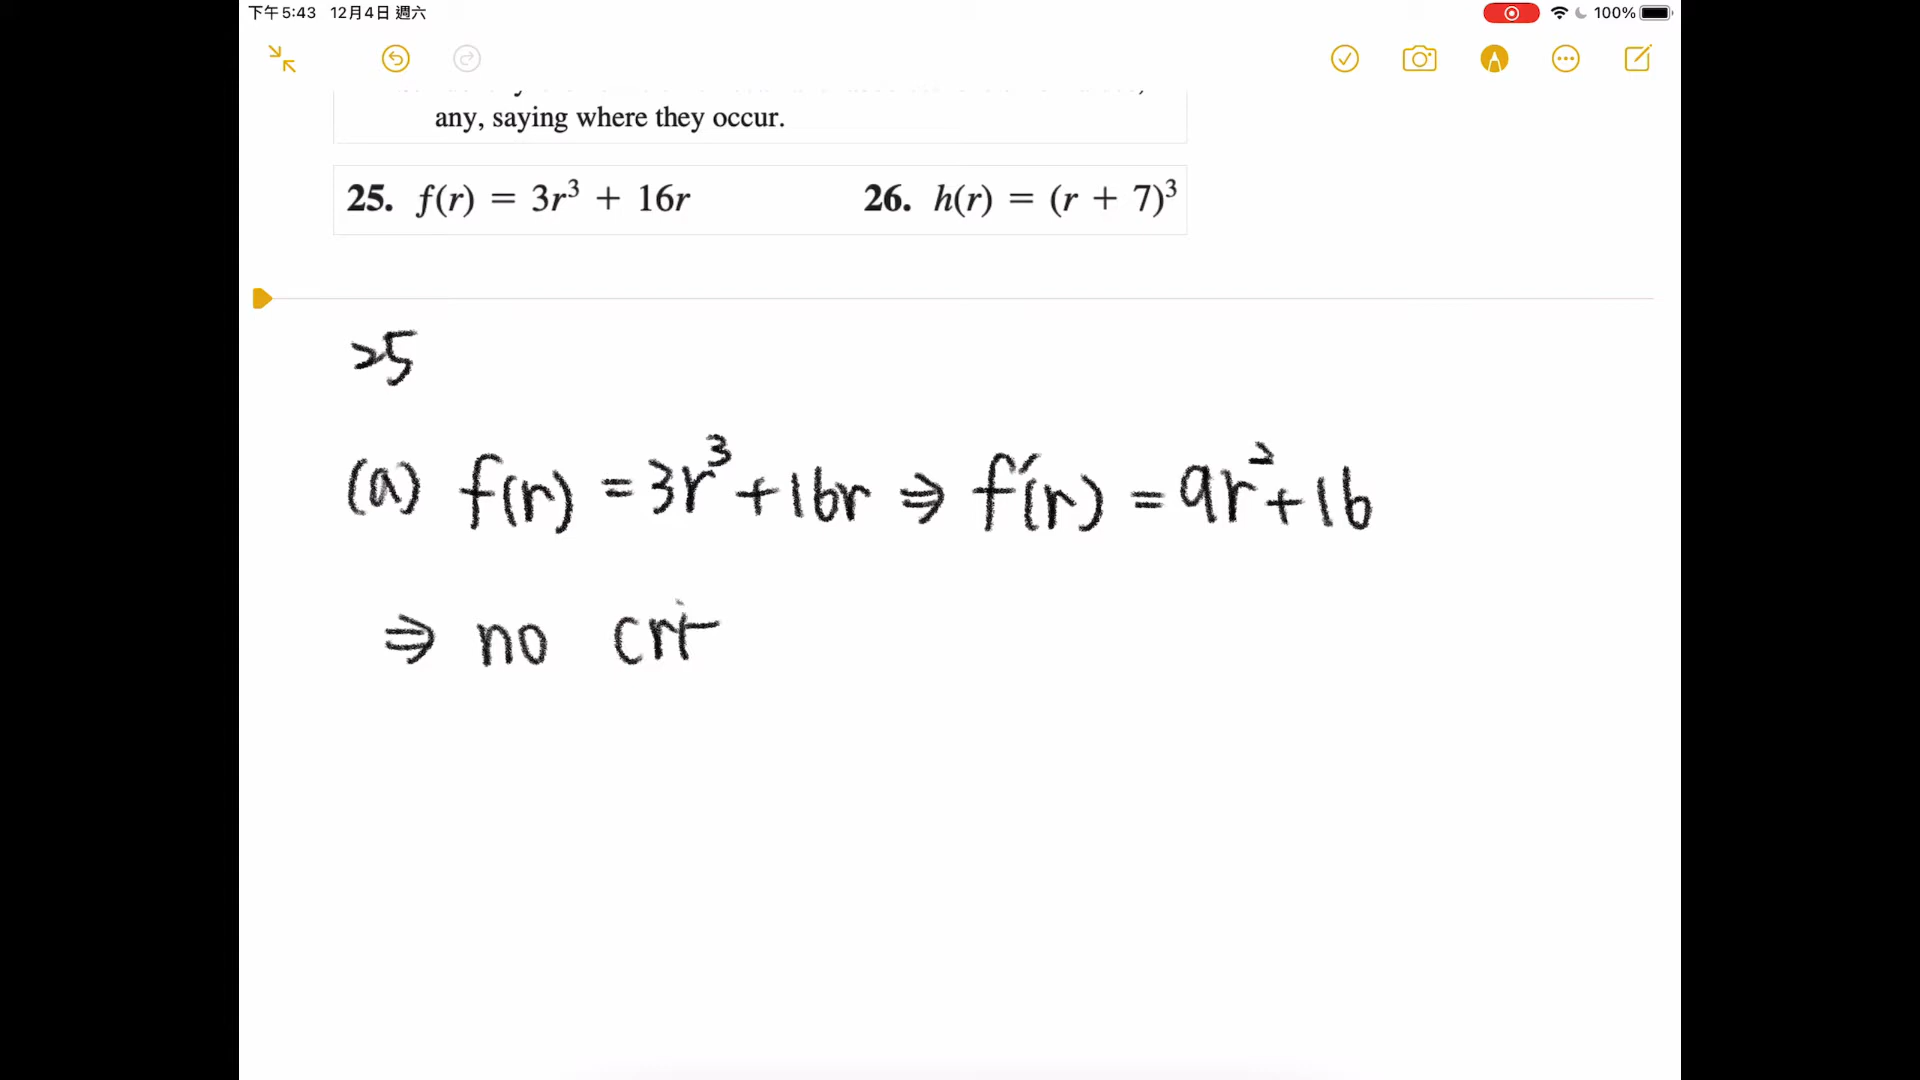 下午5:43 12月4日 週六 100%
any, saying where they occur.
25. f(r) = 3r³ + 16r 26. h(r) = (r + 7)³
25
(a) f(r) = 3r³ + 16r ⇒ f'(r) = 9r² + 16
⇒ no crit